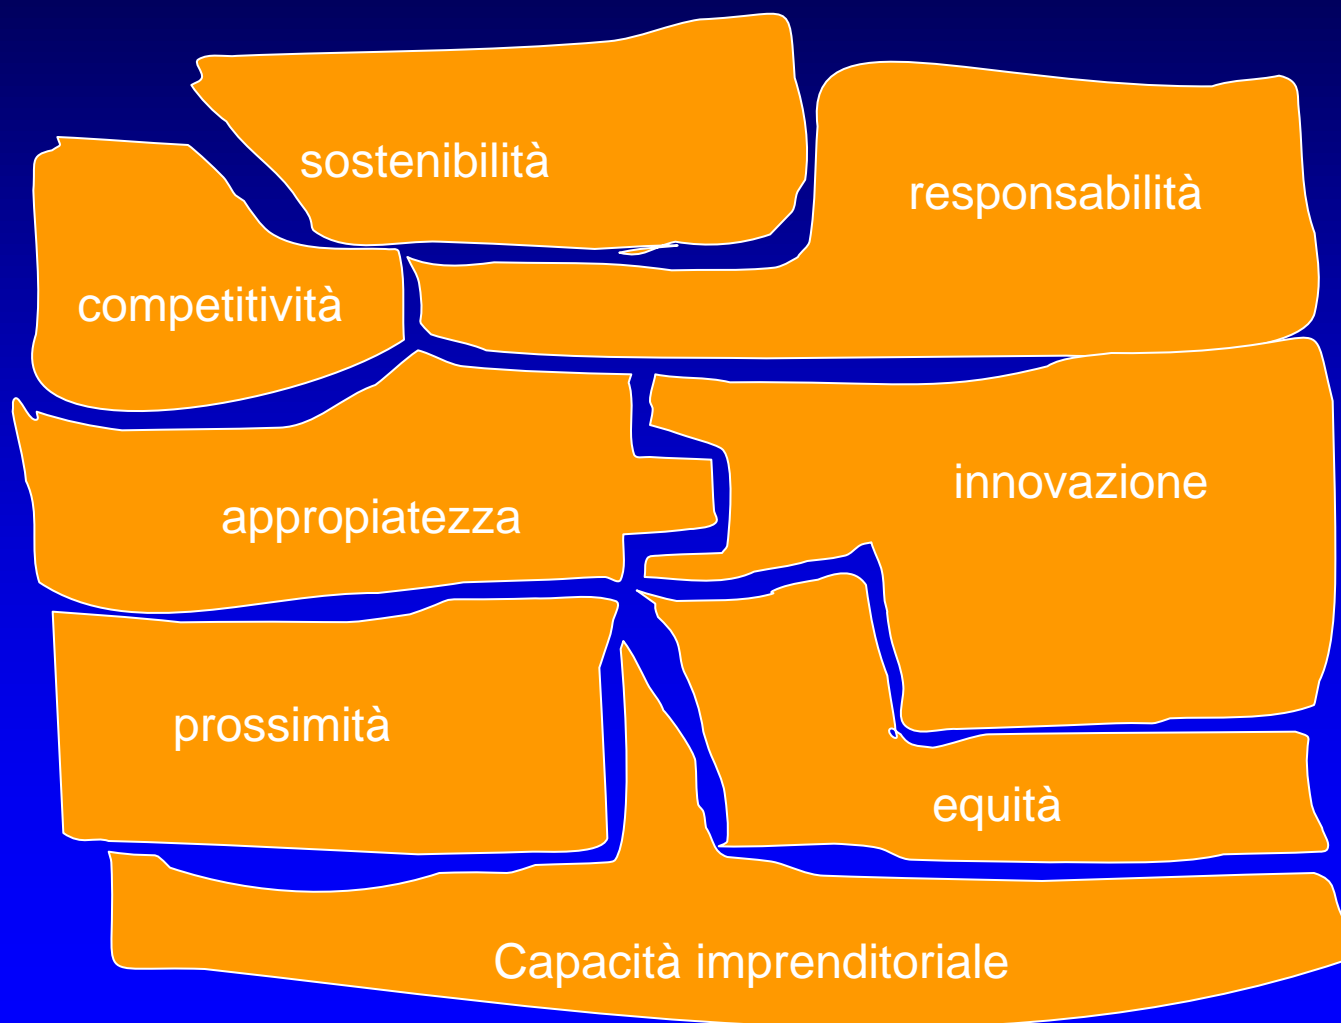 sostenibilità
responsabilità
competitività
innovazione
appropiatezza
prossimità
equità
Capacità imprenditoriale